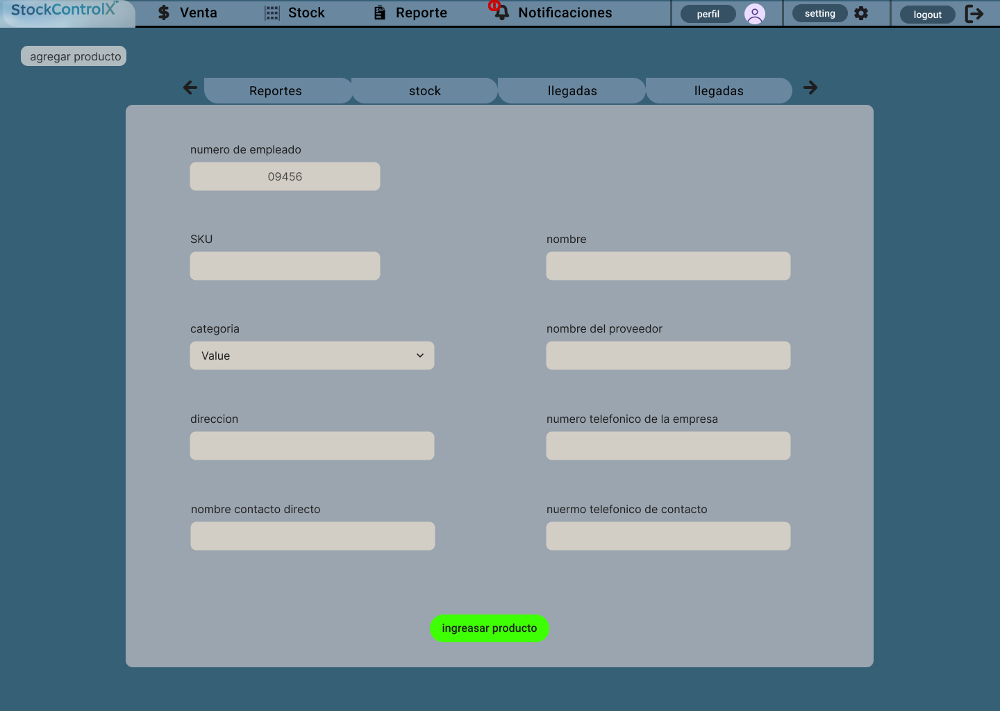 StockControlX
Venta
Stock
Reporte
0
Notificaciones
perfil
setting
logout
agregar producto
Reportes
stock
llegadas
llegadas
numero de empleado
09456
SKU
nombre
categoria
nombre del proveedor
Value
direccion
numero telefonico de la empresa
nombre contacto directo
nuermo telefonico de contacto
ingreasar producto